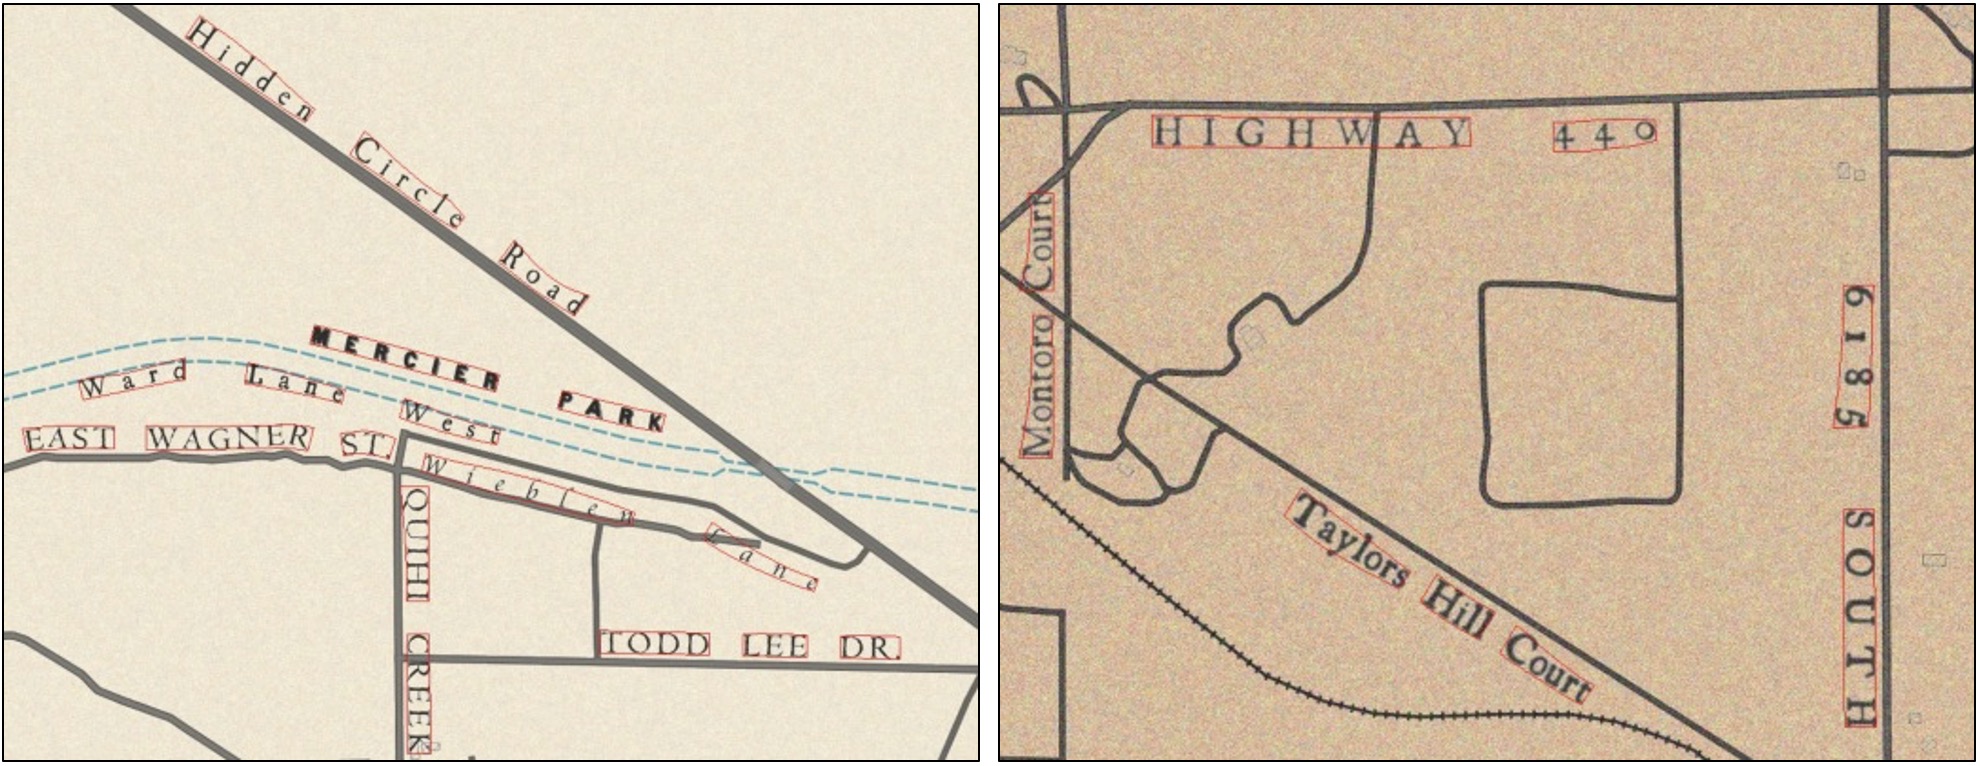 Hidden Circle Road
MERCIER PARK
Ward Lane
West
EAST WAGNER ST.
Wieblen Lane
QUIHI CREEK
TODD LEE DR.
HIGHWAY 440
Montoro Court
6185 SOUTH
Taylors Hill Court